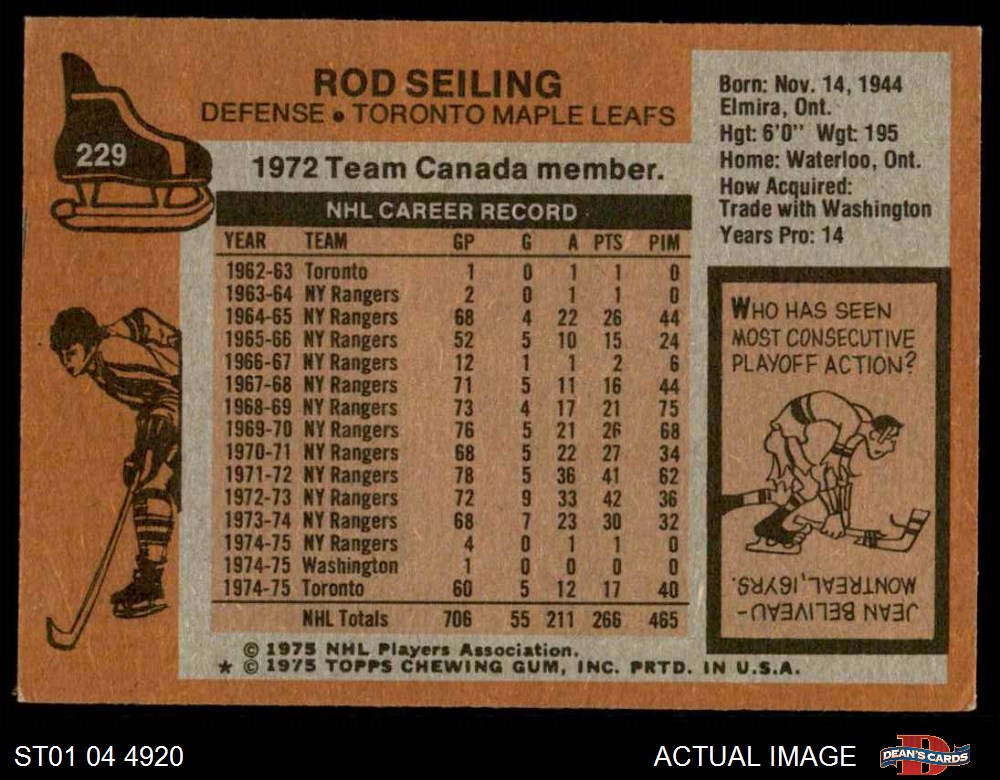 229
ROD SEILING
DEFENSE • TORONTO MAPLE LEAFS
1972 Team Canada member.
NHL CAREER RECORD
YEAR TEAM GP G A PTS PIM
1962-63 Toronto 1 0 1 1 0
1963-64 NY Rangers 2 0 1 1 0
1964-65 NY Rangers 68 4 22 26 44
1965-66 NY Rangers 52 5 10 15 24
1966-67 NY Rangers 12 1 1 2 6
1967-68 NY Rangers 71 5 11 16 44
1968-69 NY Rangers 73 4 17 21 75
1969-70 NY Rangers 76 5 21 26 68
1970-71 NY Rangers 68 5 22 27 34
1971-72 NY Rangers 78 5 36 41 62
1972-73 NY Rangers 72 9 33 42 36
1973-74 NY Rangers 68 7 23 30 32
1974-75 NY Rangers 4 0 1 1 0
1974-75 Washington 1 0 0 0 0
1974-75 Toronto 60 5 12 17 40
NHL Totals 706 55 211 266 465
© 1975 NHL Players Association.
* © 1975 TOPPS CHEWING GUM, INC. PRTD. IN U.S.A.
Born: Nov. 14, 1944
Elmira, Ont.
Hgt: 6'0" Wgt: 195
Home: Waterloo, Ont.
How Acquired:
Trade with Washington
Years Pro: 14
WHO HAS SEEN
MOST CONSECUTIVE
PLAYOFF ACTION?
JEAN BELIVEAU-
MONTREAL, 16YRS.
ST01 04 4920
ACTUAL IMAGE
D
DEAN'S CARDS